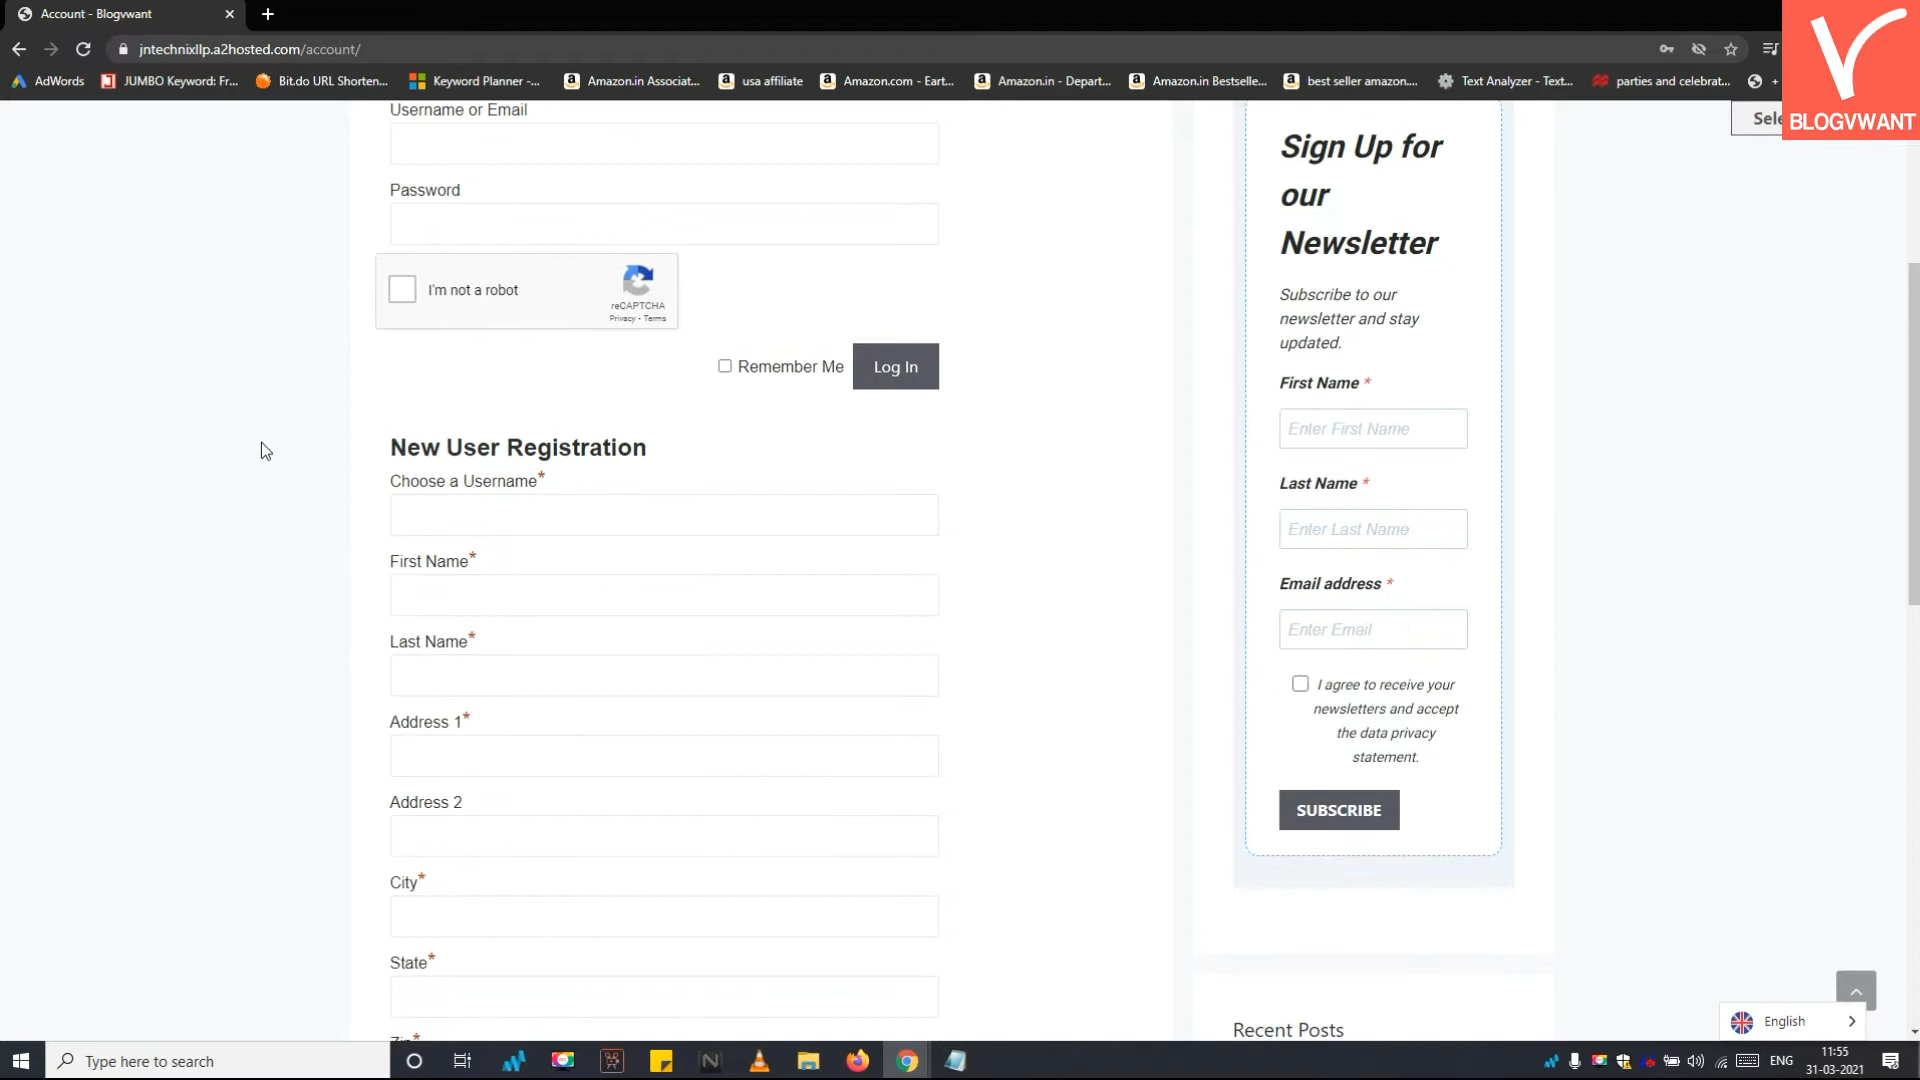 Account - Blogvwant
jntechnixllp.a2hosted.com/account/
AdWords
JUMBO Keyword: Fr...
Bit.do URL Shorten...
Keyword Planner -...
Amazon.in Associat...
usa affiliate
Amazon.com - Eart...
Amazon.in - Depart...
Amazon.in Bestselle...
best seller amazon....
Text Analyzer - Text...
parties and celebrat...
BLOGVWANT
Sele
Username or Email
Password
I'm not a robot
reCAPTCHA
Privacy - Terms
Remember Me
Log In
New User Registration
Choose a Username*
First Name*
Last Name*
Address 1*
Address 2
City*
State*
Sign Up for
our
Newsletter
Subscribe to our
newsletter and stay
updated.
First Name *
Enter First Name
Last Name *
Enter Last Name
Email address *
Enter Email
I agree to receive your
newsletters and accept
the data privacy
statement.
SUBSCRIBE
Recent Posts
English
Type here to search
ENG
11:55
31-03-2021